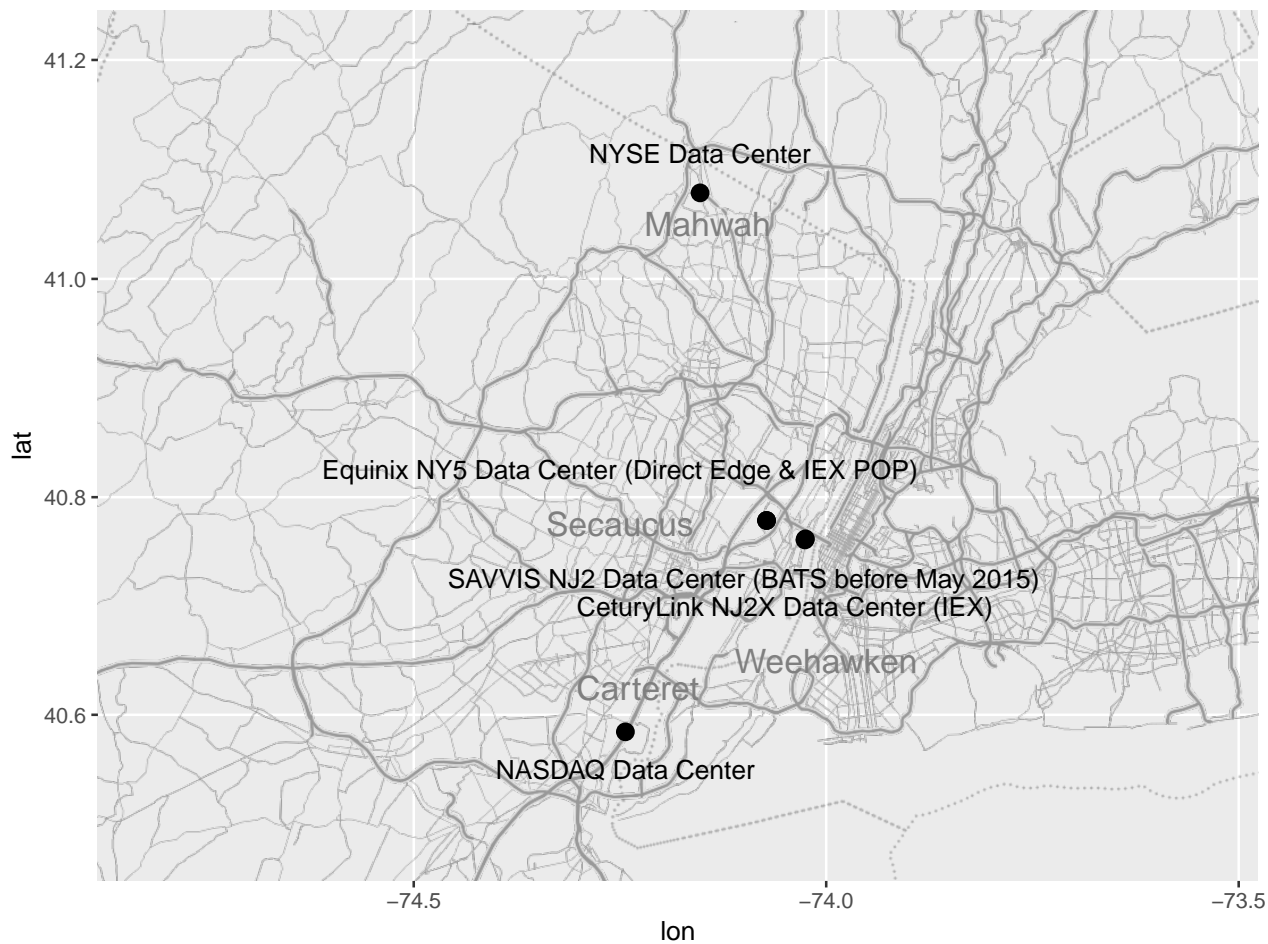 41.2
NYSE Data Center
Mahwah
41.0
lat
Equinix NY5 Data Center (Direct Edge & IEX POP)
40.8
Secaucus
SAVVIS NJ2 Data Center (BATS before May 2015)
CeturyLink NJ2X Data Center (IEX)
Weehawken
Carteret
40.6
NASDAQ Data Center
−74.5
−74.0
−73.5
lon